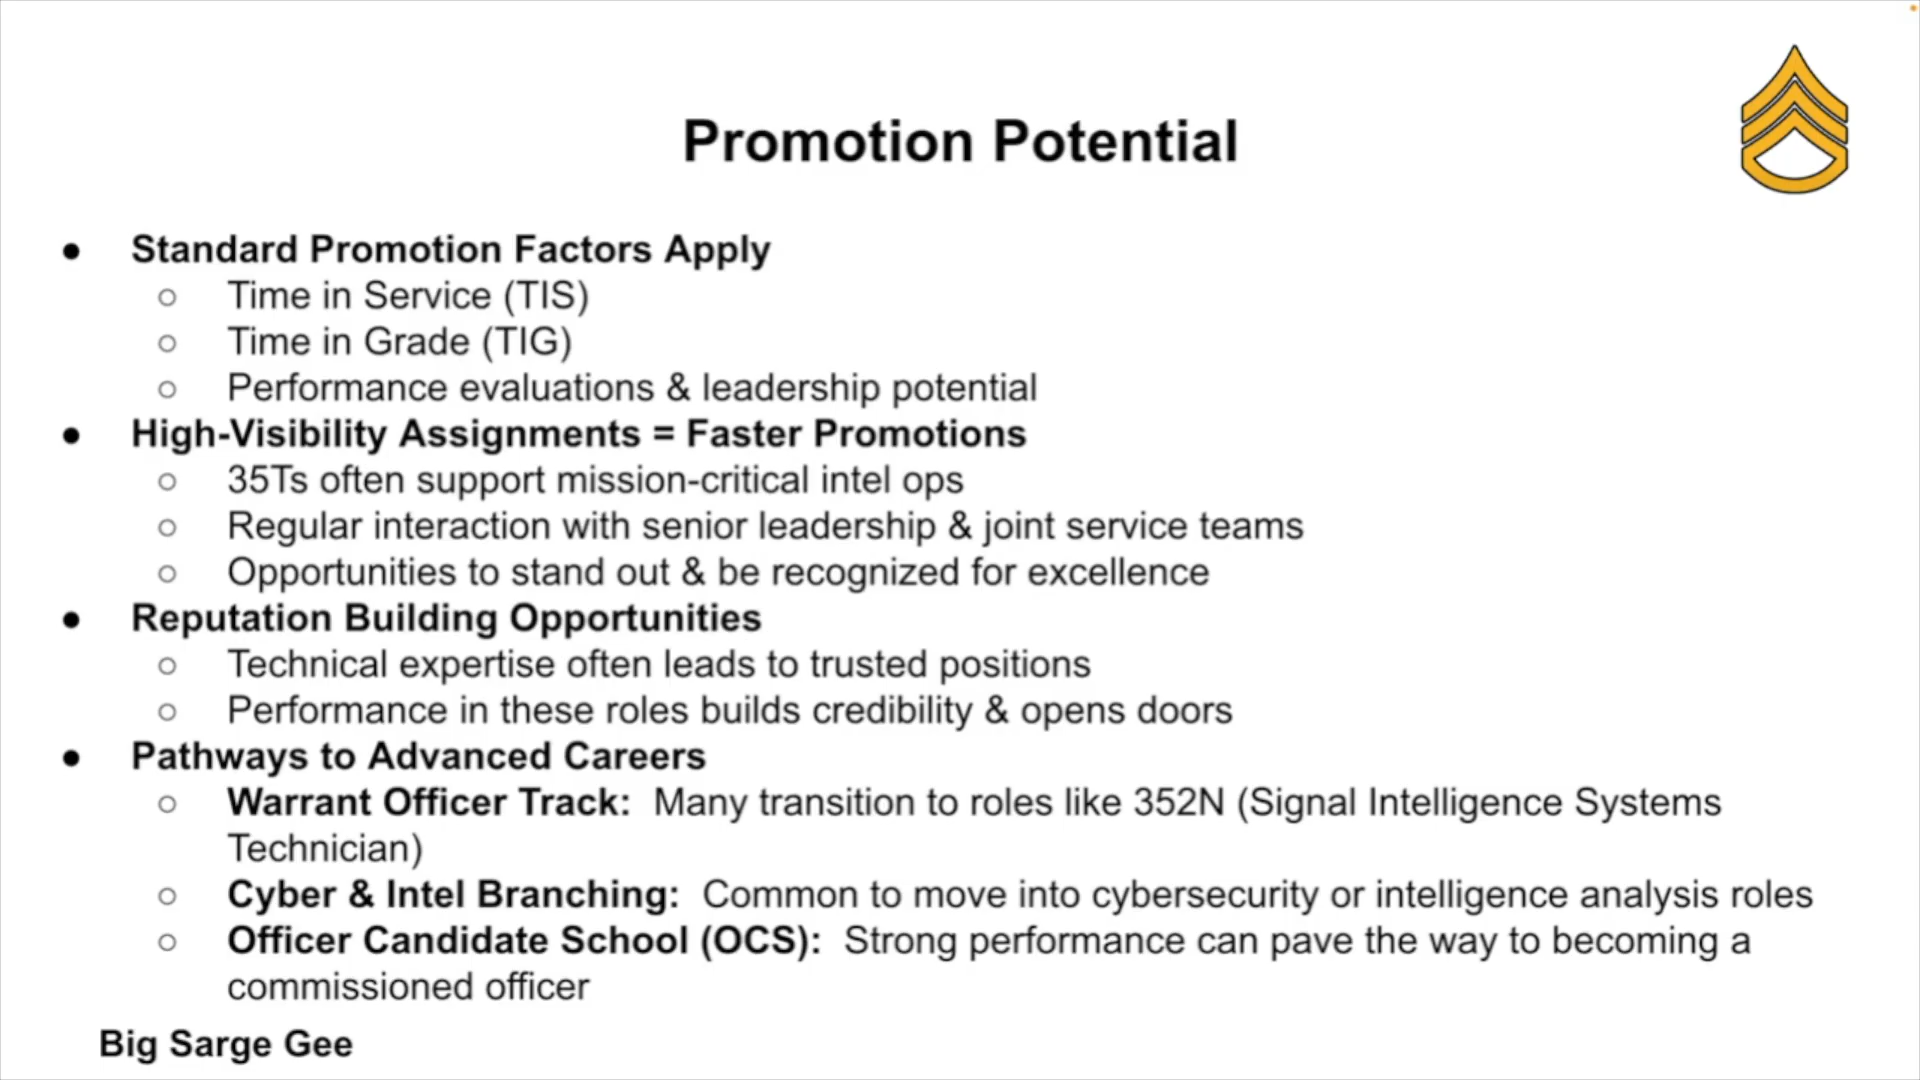 Promotion Potential
● Standard Promotion Factors Apply
○ Time in Service (TIS)
○ Time in Grade (TIG)
○ Performance evaluations & leadership potential
● High-Visibility Assignments = Faster Promotions
○ 35Ts often support mission-critical intel ops
○ Regular interaction with senior leadership & joint service teams
○ Opportunities to stand out & be recognized for excellence
● Reputation Building Opportunities
○ Technical expertise often leads to trusted positions
○ Performance in these roles builds credibility & opens doors
● Pathways to Advanced Careers
○ Warrant Officer Track: Many transition to roles like 352N (Signal Intelligence Systems
Technician)
○ Cyber & Intel Branching: Common to move into cybersecurity or intelligence analysis roles
○ Officer Candidate School (OCS): Strong performance can pave the way to becoming a
commissioned officer
Big Sarge Gee